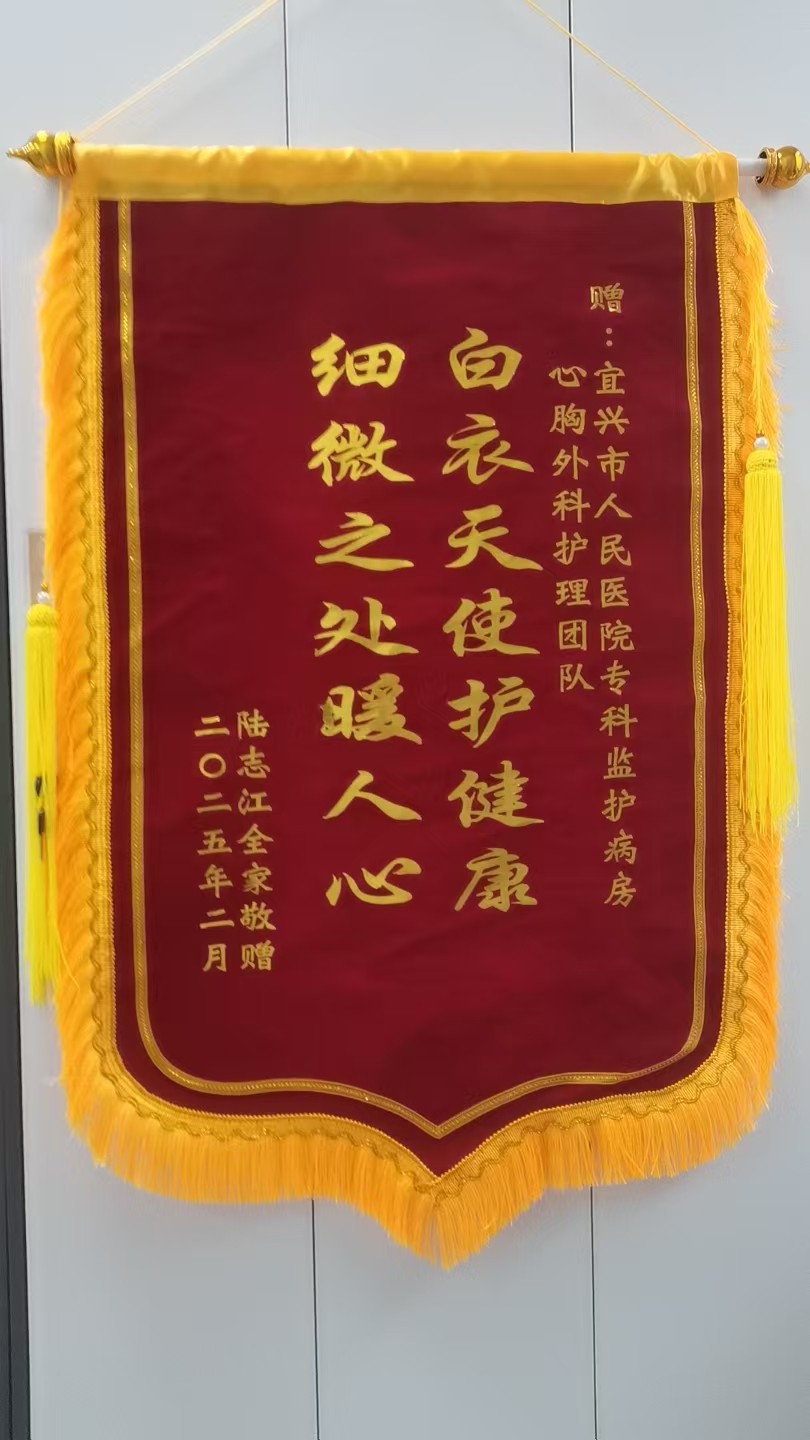 赠：宜兴市人民医院专科监护病房
心胸外科护理团队
白衣天使护健康
细微之处暖人心
陆志江全家敬赠
二〇二五年二月